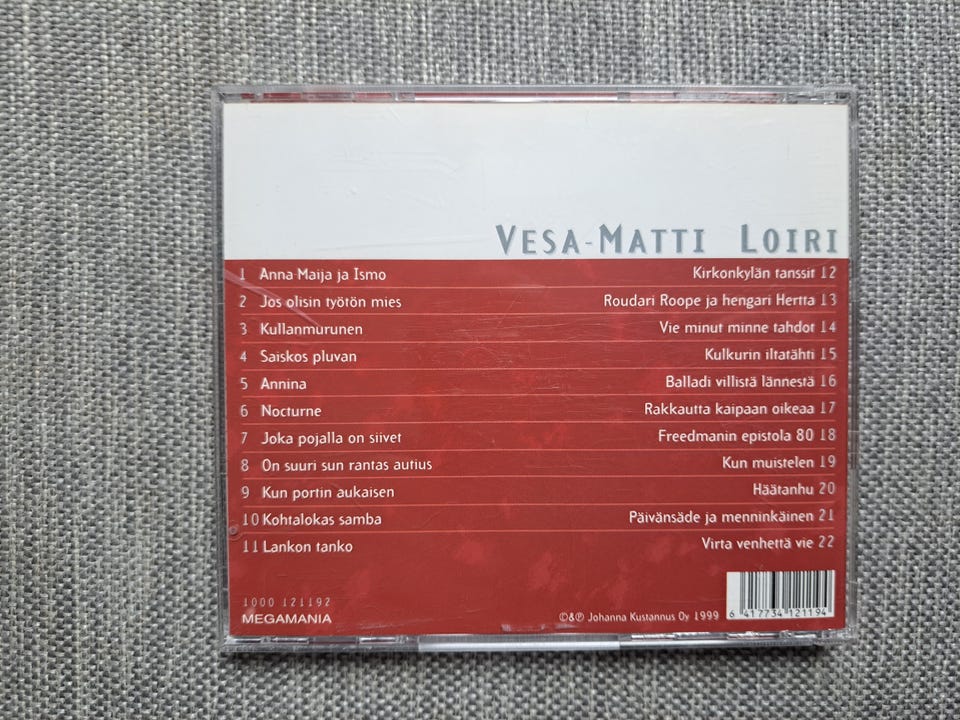 VESA-MATTI LOIRI
1 Anna-Maija ja Ismo
2 Jos olisin työtön mies
3 Kullanmurunen
4 Saiskos pluvan
5 Annina
6 Nocturne
7 Joka pojalla on siivet
8 On suuri sun rantas autius
9 Kun portin aukaisen
10 Kohtalokas samba
11 Lankon tanko
Kirkonkylän tanssit 12
Roudari Roope ja hengari Hertta 13
Vie minut minne tahdot 14
Kulkurin iltatähti 15
Balladi villistä lännestä 16
Rakkautta kaipaan oikeaa 17
Freedmanin epistola 80 18
Kun muistelen 19
Häätanhu 20
Päivänsäde ja menninkäinen 21
Virta venhettä vie 22
1000 121192
MEGAMANIA
©&℗ Johanna Kustannus Oy 1999
6 417734 121194